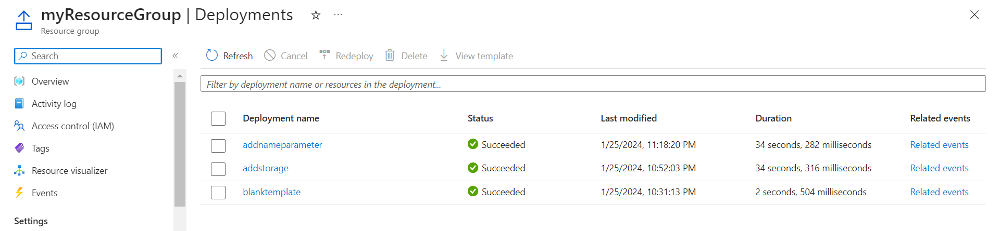 myResourceGroup | Deployments ☆ ...
Resource group
Search «
Refresh Cancel Redeploy Delete View template
Filter by deployment name or resources in the deployment...
Overview
Activity log
Access control (IAM)
Tags
Resource visualizer
Events
Settings
Deployment name Status Last modified Duration Related events
addnameparameter Succeeded 1/25/2024, 11:18:20 PM 34 seconds, 282 milliseconds Related events
addstorage Succeeded 1/25/2024, 10:52:03 PM 34 seconds, 316 milliseconds Related events
blanktemplate Succeeded 1/25/2024, 10:31:13 PM 2 seconds, 504 milliseconds Related events